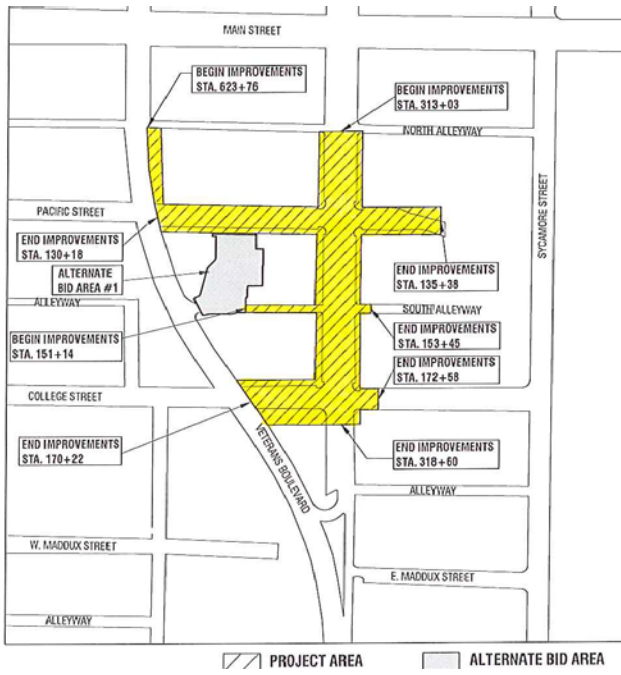 MAIN STREET
BEGIN IMPROVEMENTS
STA. 623+76
BEGIN IMPROVEMENTS
STA. 313+03
NORTH ALLEYWAY
SYCAMORE STREET
PACIFIC STREET
END IMPROVEMENTS
STA. 130+18
ALTERNATE
BID AREA #1
ALLEYWAY
END IMPROVEMENTS
STA. 135+38
SOUTH ALLEYWAY
BEGIN IMPROVEMENTS
STA. 151+14
END IMPROVEMENTS
STA. 153+45
END IMPROVEMENTS
STA. 172+58
COLLEGE STREET
END IMPROVEMENTS
STA. 170+22
VETERANS BOULEVARD
END IMPROVEMENTS
STA. 318+60
ALLEYWAY
W. MADDUX STREET
E. MADDUX STREET
ALLEYWAY
PROJECT AREA
ALTERNATE BID AREA